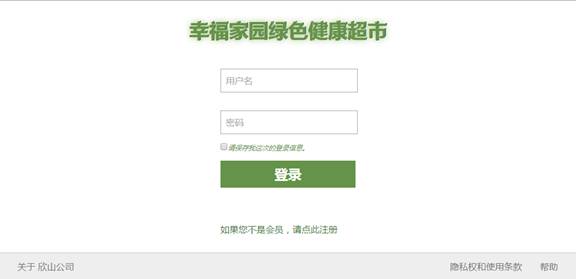 幸福家园绿色健康超市
用户名
密码
请保存我这次的登录信息。
登录
如果您不是会员，请点此注册
关于 欣山公司 隐私权和使用条款 帮助